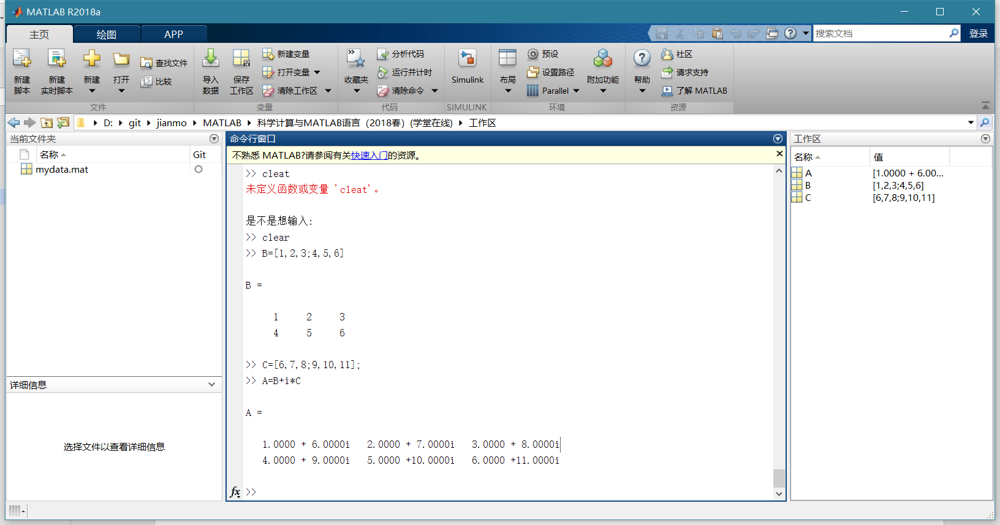 MATLAB R2018a
主页 绘图 APP
搜索文档 登录
新建脚本
新建实时脚本
新建
打开
查找文件
比较
文件
导入数据
保存工作区
新建变量
打开变量
清除工作区
变量
收藏夹
分析代码
运行并计时
清除命令
代码
Simulink
SIMULINK
布局
预设
设置路径
Parallel
附加功能
环境
帮助
社区
请求支持
了解 MATLAB
资源
D: git jianmo MATLAB 科学计算与MATLAB语言（2018春）(学堂在线) 工作区
当前文件夹
名称 Git
mydata.mat
详细信息
选择文件以查看详细信息
命令行窗口
不熟悉 MATLAB?请参阅有关快速入门的资源。
>> cleat
未定义函数或变量 'cleat'。
是不是想输入:
>> clear
>> B=[1,2,3;4,5,6]
B =
1 2 3
4 5 6
>> C=[6,7,8;9,10,11];
>> A=B+i*C
A =
1.0000 + 6.0000i 2.0000 + 7.0000i 3.0000 + 8.0000i
4.0000 + 9.0000i 5.0000 +10.0000i 6.0000 +11.0000i
fx >>
工作区
名称 值
A [1.0000 + 6.00...
B [1,2,3;4,5,6]
C [6,7,8;9,10,11]